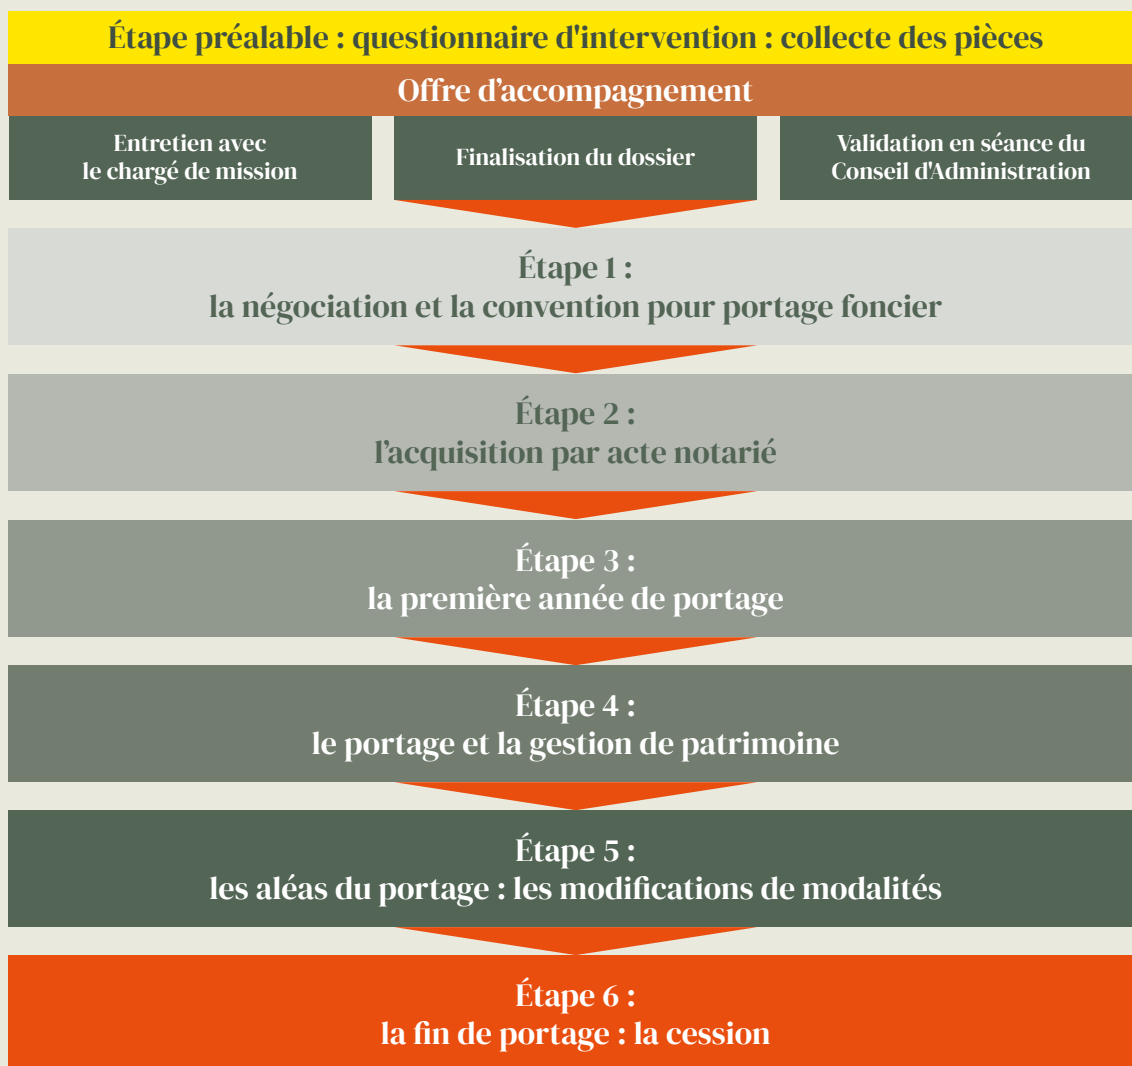 Étape préalable : questionnaire d'intervention : collecte des pièces
Offre d’accompagnement
Entretien avec
le chargé de mission
Finalisation du dossier
Validation en séance du
Conseil d'Administration
Étape 1 :
la négociation et la convention pour portage foncier
Étape 2 :
l’acquisition par acte notarié
Étape 3 :
la première année de portage
Étape 4 :
le portage et la gestion de patrimoine
Étape 5 :
les aléas du portage : les modifications de modalités
Étape 6 :
la fin de portage : la cession